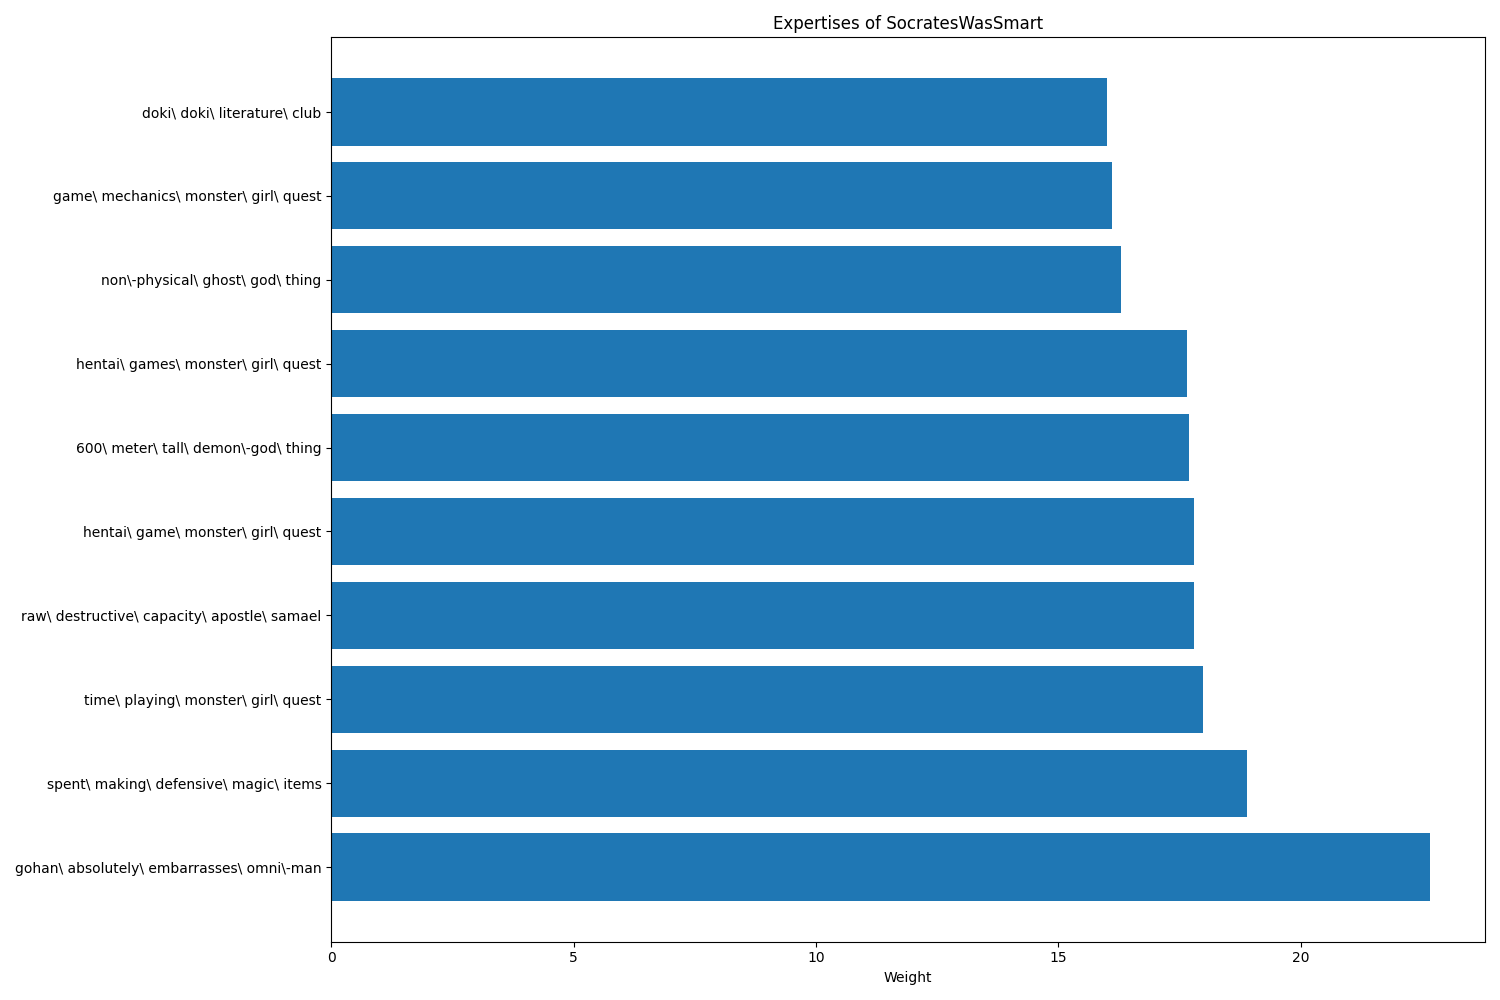 Expertises of SocratesWasSmart
doki\ doki\ literature\ club
game\ mechanics\ monster\ girl\ quest
non\-physical\ ghost\ god\ thing
hentai\ games\ monster\ girl\ quest
600\ meter\ tall\ demon\-god\ thing
hentai\ game\ monster\ girl\ quest
raw\ destructive\ capacity\ apostle\ samael
time\ playing\ monster\ girl\ quest
spent\ making\ defensive\ magic\ items
gohan\ absolutely\ embarrasses\ omni\-man
0 5 10 15 20
Weight